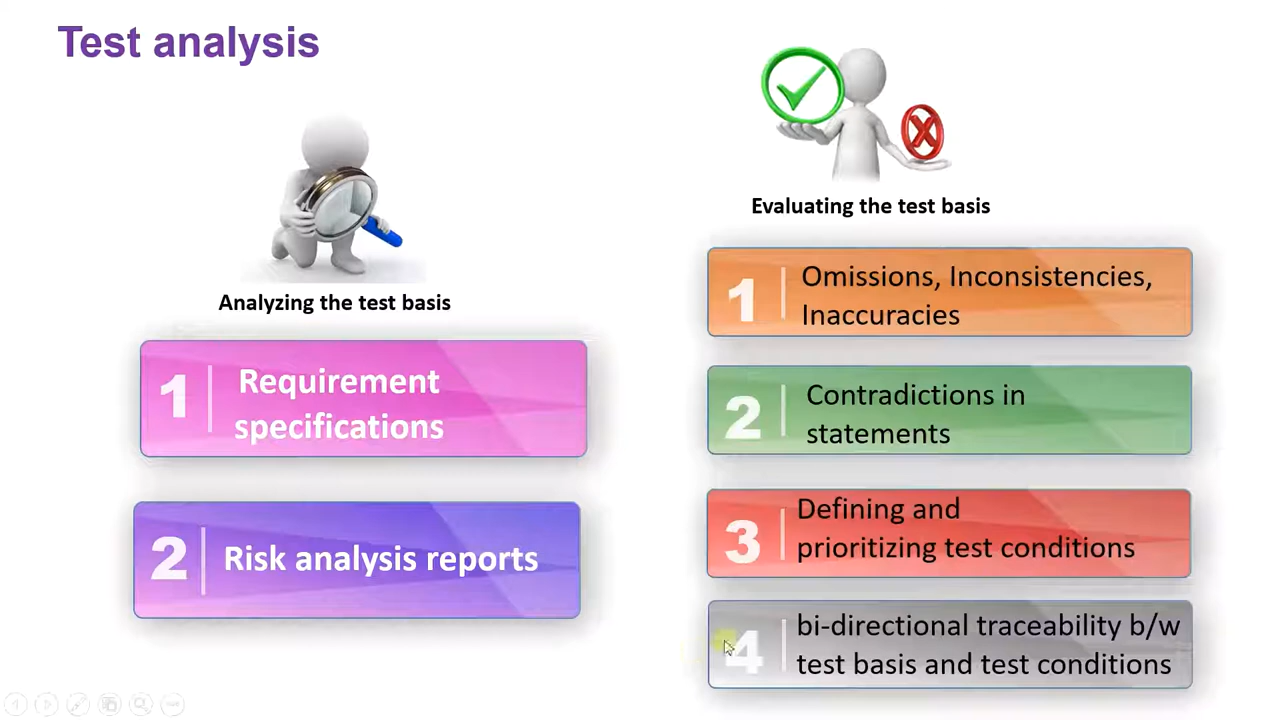 Test analysis
Analyzing the test basis
1
Requirement
specifications
2
Risk analysis reports
Evaluating the test basis
1
Omissions, Inconsistencies,
Inaccuracies
2
Contradictions in
statements
3
Defining and
prioritizing test conditions
4
bi-directional traceability b/w
test basis and test conditions